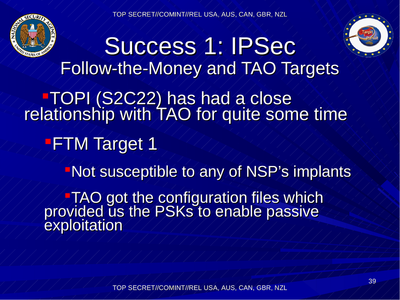 TOP SECRET//COMINT//REL USA, AUS, CAN, GBR, NZL
Success 1: IPSec
Follow-the-Money and TAO Targets
TOPI (S2C22) has had a close
relationship with TAO for quite some time
FTM Target 1
Not susceptible to any of NSP's implants
TAO got the configuration files which
provided us the PSKs to enable passive
exploitation
39
TOP SECRET//COMINT//REL USA, AUS, CAN, GBR, NZL